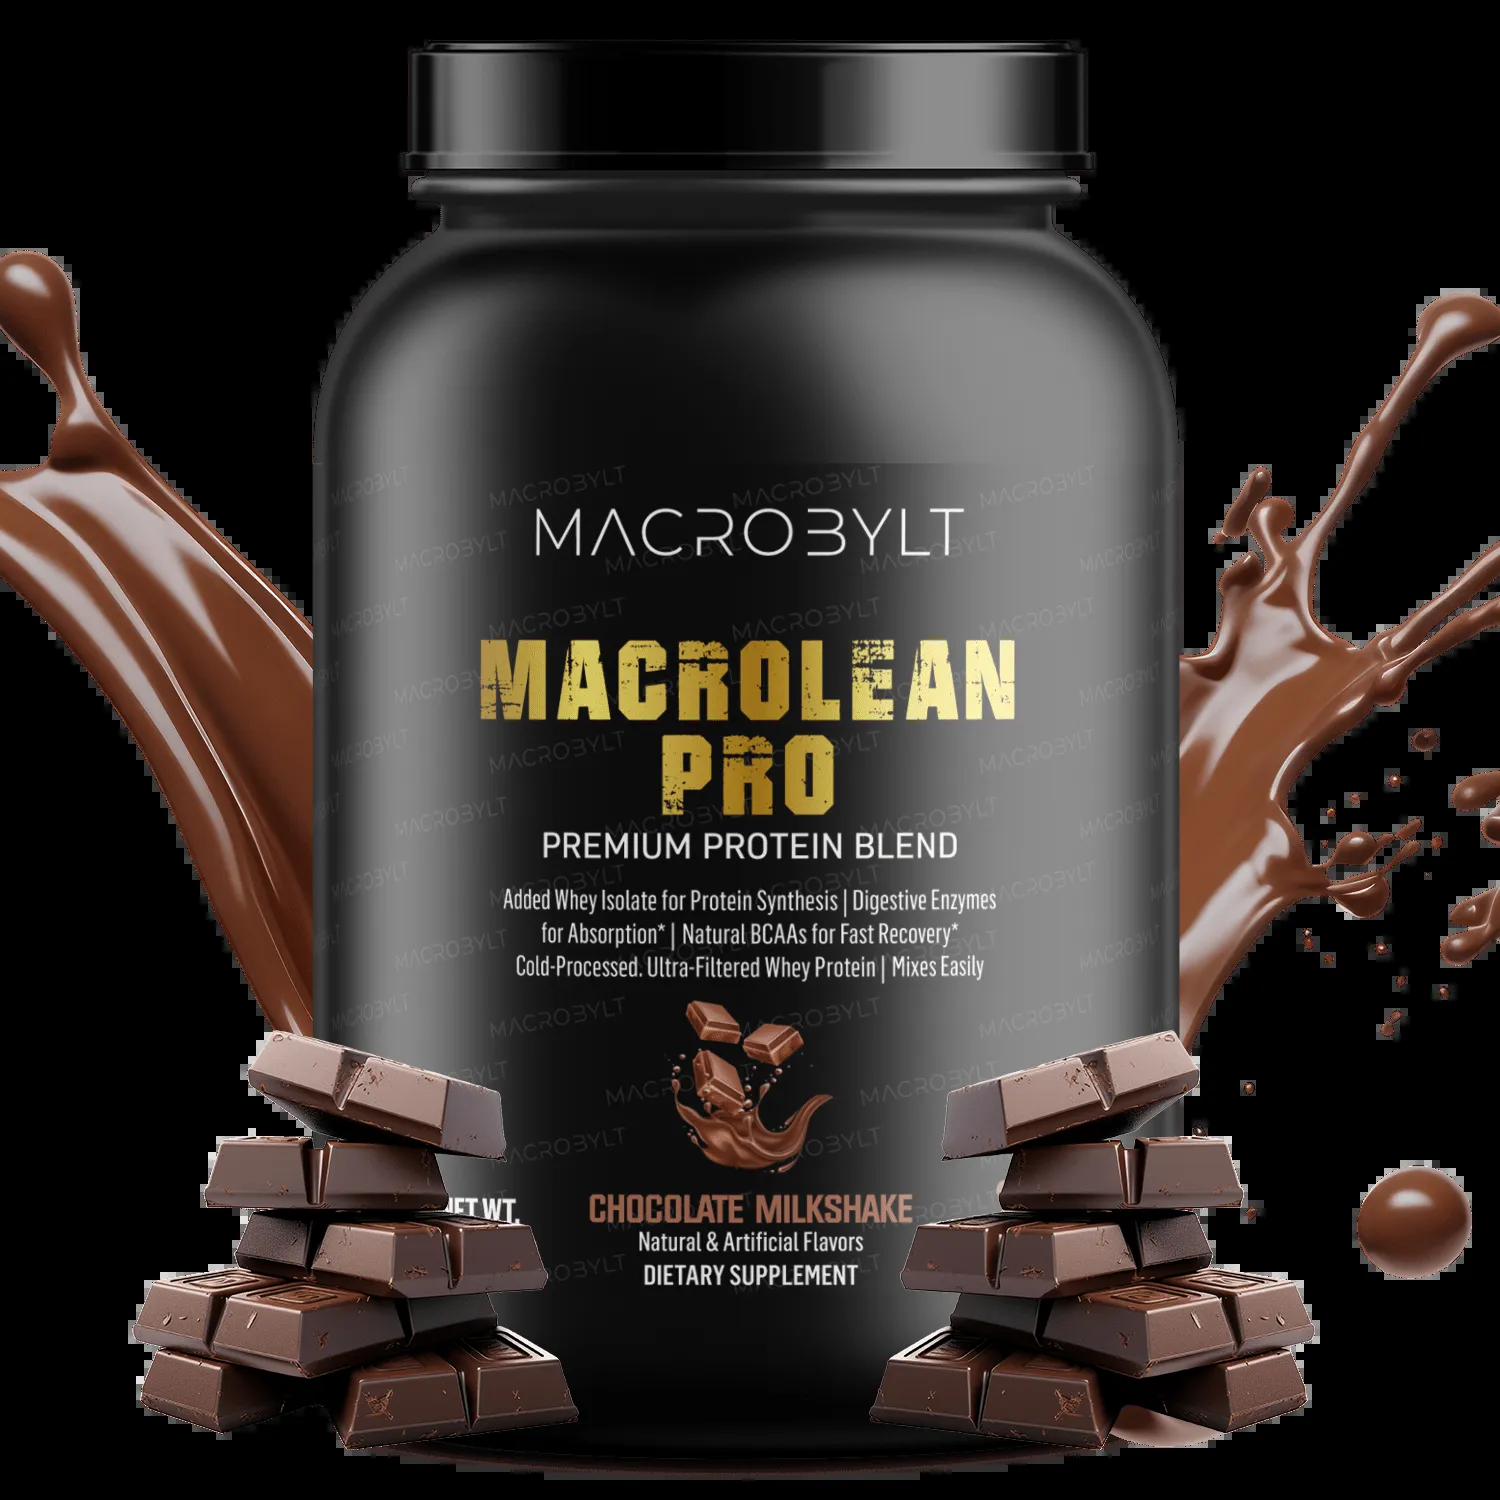 MACROBYLT
MACROLEAN
PRO
PREMIUM PROTEIN BLEND
Added Whey Isolate for Protein Synthesis | Digestive Enzymes
for Absorption* | Natural BCAAs for Fast Recovery*
Cold-Processed. Ultra-Filtered Whey Protein | Mixes Easily
WT.
CHOCOLATE MILKSHAKE
Natural & Artificial Flavors
DIETARY SUPPLEMENT